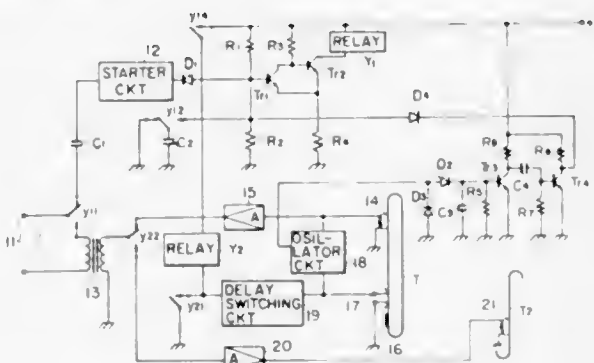 y14
12
STARTER
CKT
D1
R1
R3
RELAY
Y1
Tr1
Tr2
y12
C1
C2
R2
R4
D4
R9
R8
Tr3
Tr4
D2
D3
C3
R5
C4
R7
11
y11
13
y22
15
A
14
RELAY
Y2
OSIL-
LATOR
CKT
18
T
y21
DELAY
SWITCHING
CKT
19
17
16
A
20
21
T2